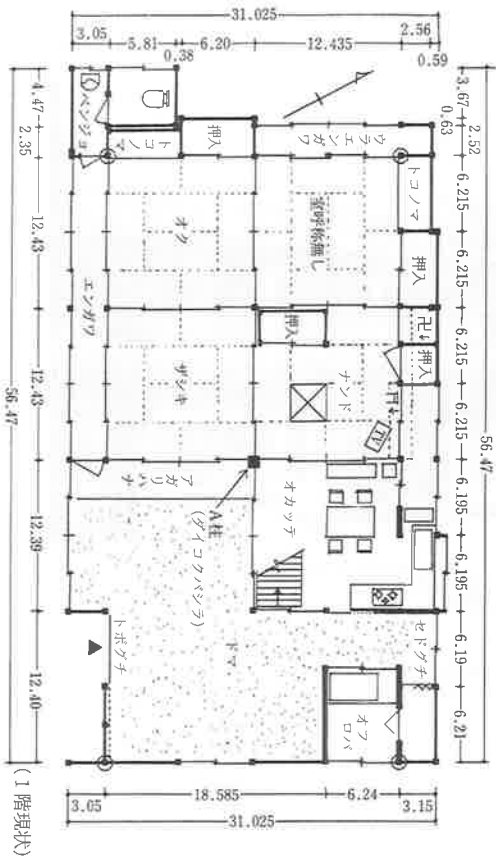 31.025
3.05
5.81
6.20
12.435
2.56
0.38
0.59
56.47
3.67
2.52
0.63
6.215
6.215
6.215
6.215
6.195
6.195
6.19
6.21
ベンジョ
トコノマ
押入
ウラエンガワ
トコノマ
オク
室呼称無し
押入
エンガワ
押入
卍
押入
ザシキ
ナンド
TV
アガリハナ
A柱
(ダイコクバシラ)
オカッテ
トボグチ
ドマ
セドグチ
オフロバ
4.47
2.35
12.43
12.43
12.39
12.40
56.47
3.05
18.585
6.24
3.15
31.025
(1階現状)